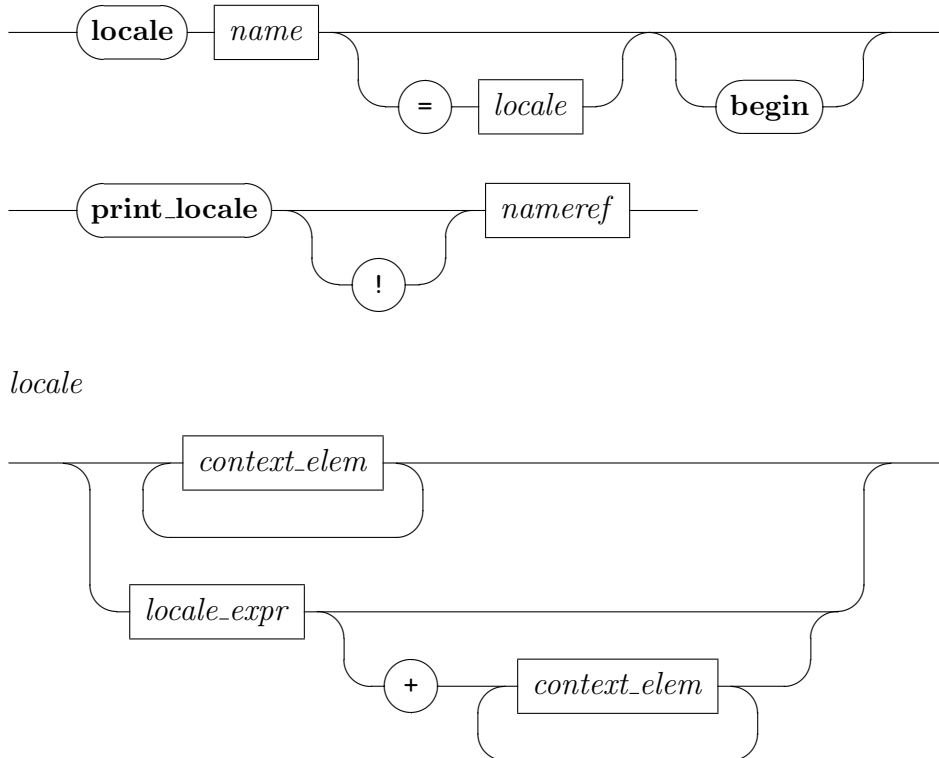 locale name
= locale begin
print_locale nameref
!
locale
context_elem
locale_expr
+ context_elem